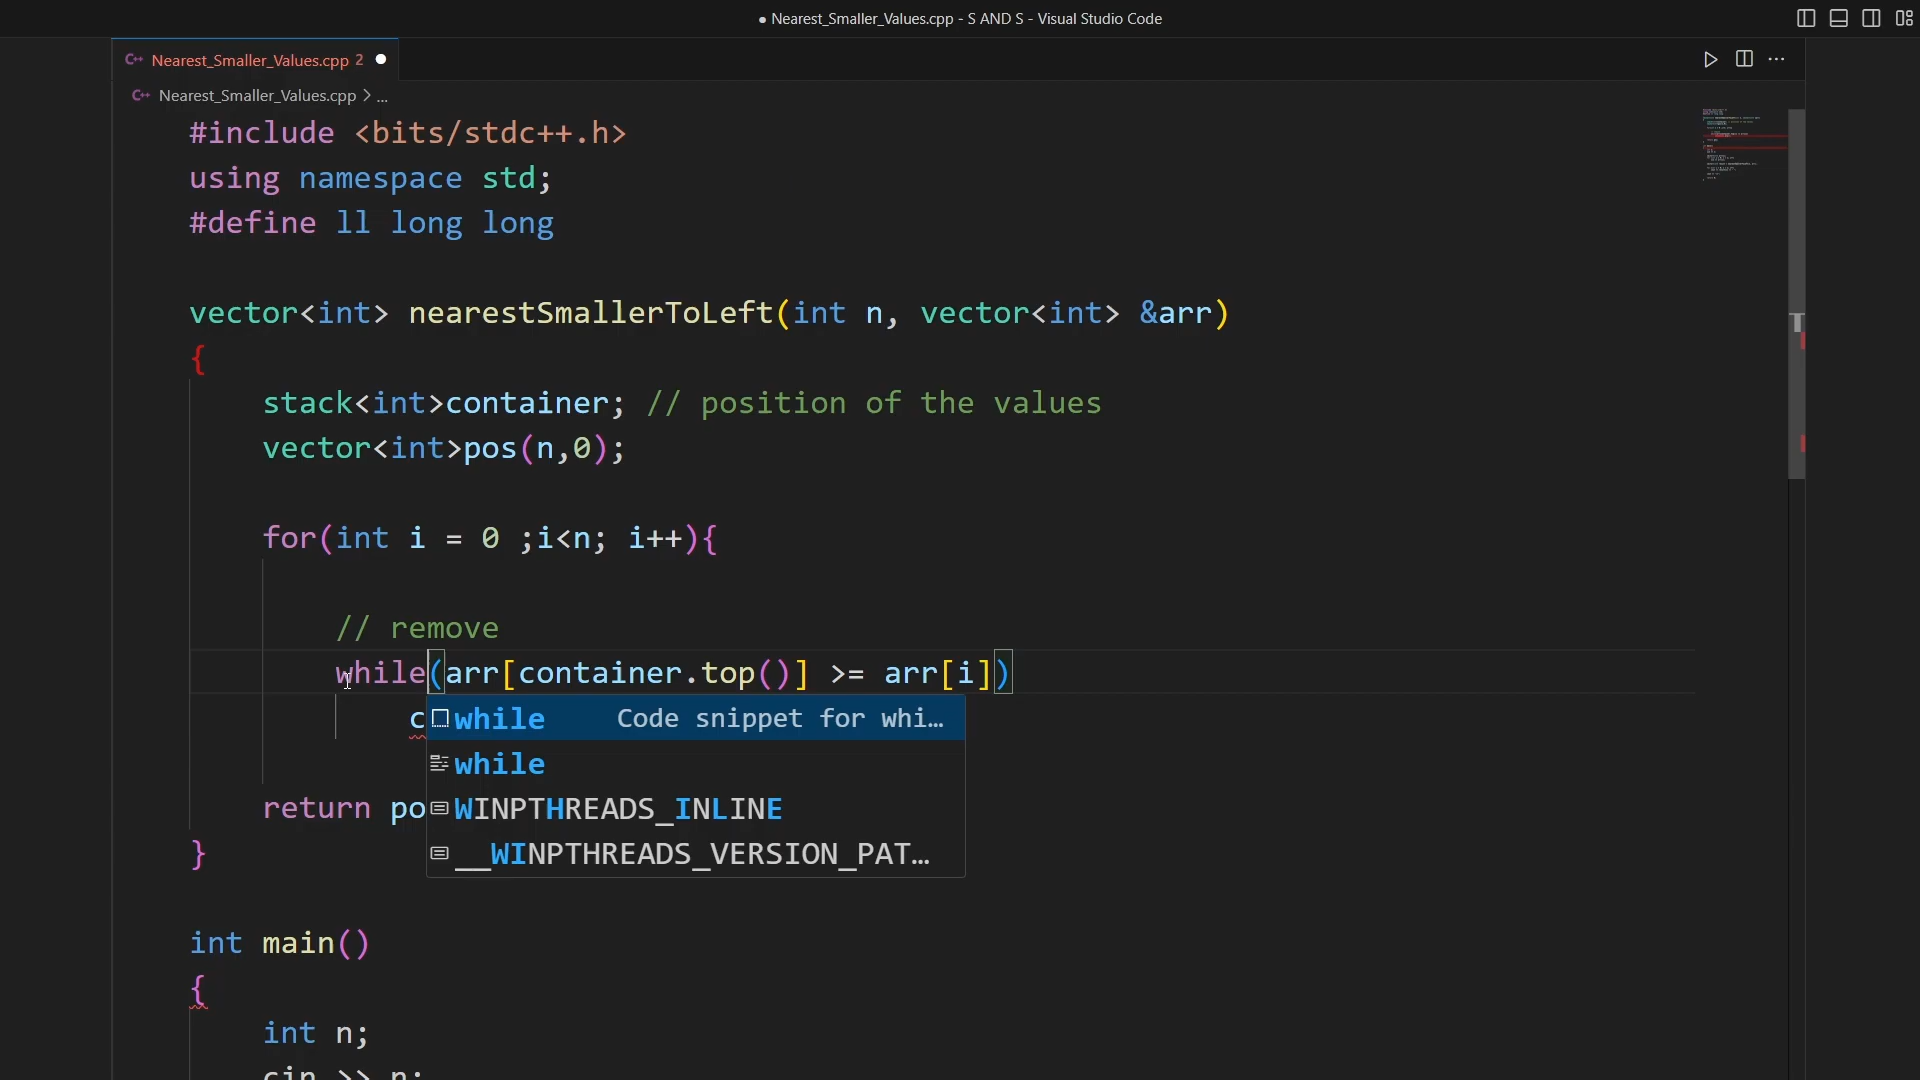 ● Nearest_Smaller_Values.cpp - S AND S - Visual Studio Code
C++ Nearest_Smaller_Values.cpp 2 ●
C++ Nearest_Smaller_Values.cpp > ...
#include <bits/stdc++.h>
using namespace std;
#define ll long long
vector<int> nearestSmallerToLeft(int n, vector<int> &arr)
{
stack<int>container; // position of the values
vector<int>pos(n,0);
for(int i = 0 ;i<n; i++){
// remove
while(arr[container.top()] >= arr[i])
c
while Code snippet for whi…
while
return po
WINPTHREADS_INLINE
}
__WINPTHREADS_VERSION_PAT…
int main()
{
int n;
cin >> n;